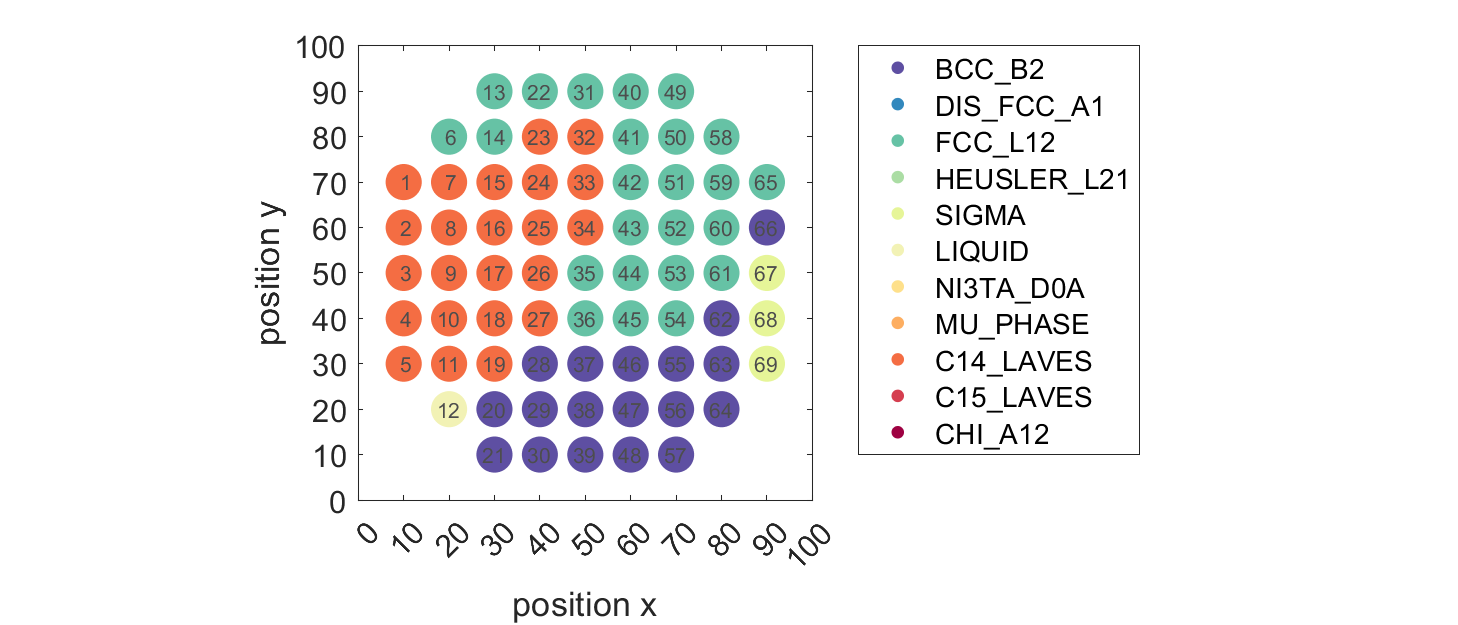 100
90
80
70
60
50
40
30
20
10
0
position y
13 22 31 40 49
6 14 23 32 41 50 58
1 7 15 24 33 42 51 59 65
2 8 16 25 34 43 52 60 66
3 9 17 26 35 44 53 61 67
4 10 18 27 36 45 54 62 68
5 11 19 28 37 46 55 63 69
12 20 29 38 47 56 64
21 30 39 48 57
0 10 20 30 40 50 60 70 80 90 100
position x
BCC_B2
DIS_FCC_A1
FCC_L12
HEUSLER_L21
SIGMA
LIQUID
NI3TA_D0A
MU_PHASE
C14_LAVES
C15_LAVES
CHI_A12